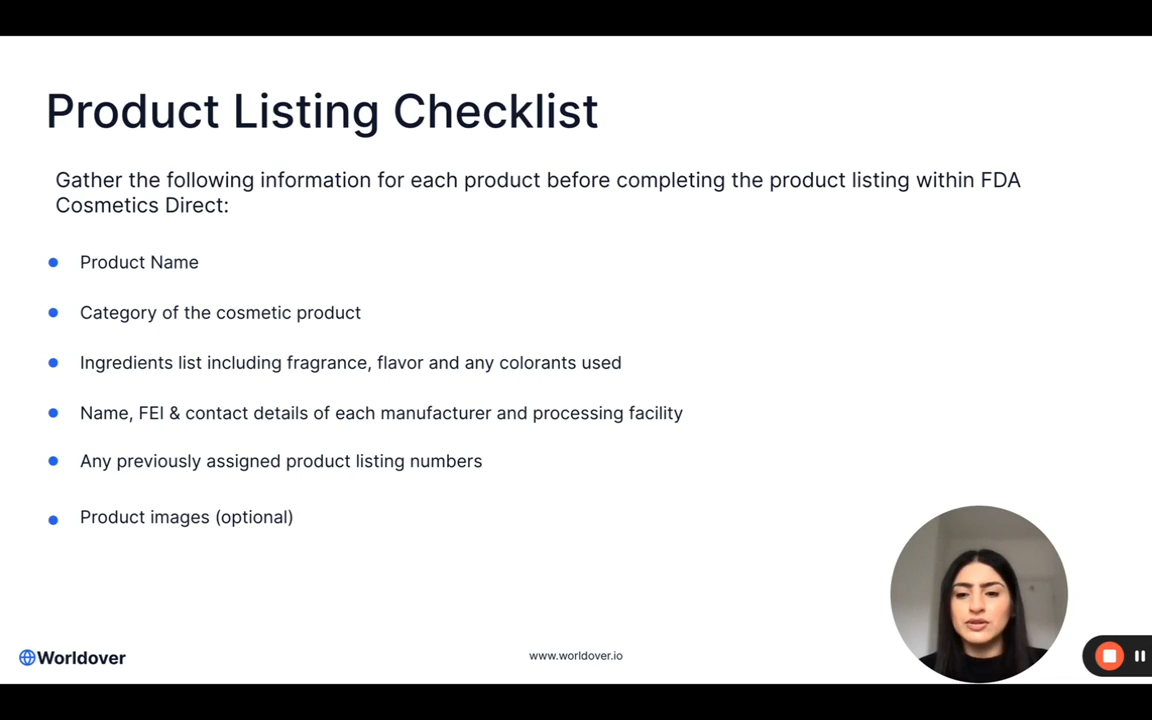 Product Listing Checklist
Gather the following information for each product before completing the product listing within FDA
Cosmetics Direct:
Product Name
Category of the cosmetic product
Ingredients list including fragrance, flavor and any colorants used
Name, FEI & contact details of each manufacturer and processing facility
Any previously assigned product listing numbers
Product images (optional)
Worldover
www.worldover.io